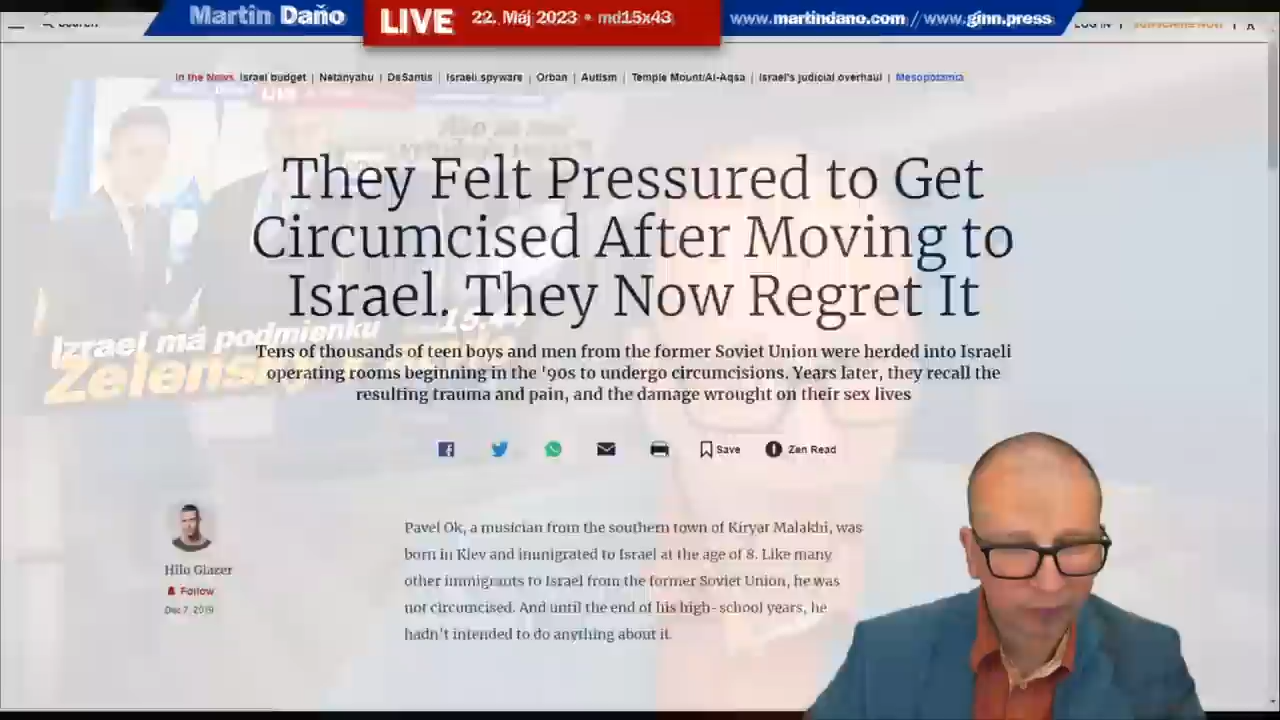 Martin Daňo
LIVE
22. Máj 2023 • md15x43
www.martindano.com // www.ginn.press
Search
LOG IN
In the News
Israel budget | Netanyahu | DeSantis | Israeli spyware | Orban | Autism | Temple Mount/Al-Aqsa | Israel's judicial overhaul | Mesopotamia
They Felt Pressured to Get
Circumcised After Moving to
Israel. They Now Regret It
Izrael má podmienku
Tens of thousands of teen boys and men from the former Soviet Union were herded into Israeli
operating rooms beginning in the '90s to undergo circumcisions. Years later, they recall the
resulting trauma and pain, and the damage wrought on their sex lives
Save
Zen Read
Hilo Glazer
Follow
Dec 7, 2019
Pavel Ok, a musician from the southern town of Kiryat Malakhi, was
born in Kiev and immigrated to Israel at the age of 8. Like many
other immigrants to Israel from the former Soviet Union, he was
not circumcised. And until the end of his high-school years, he
hadn't intended to do anything about it.